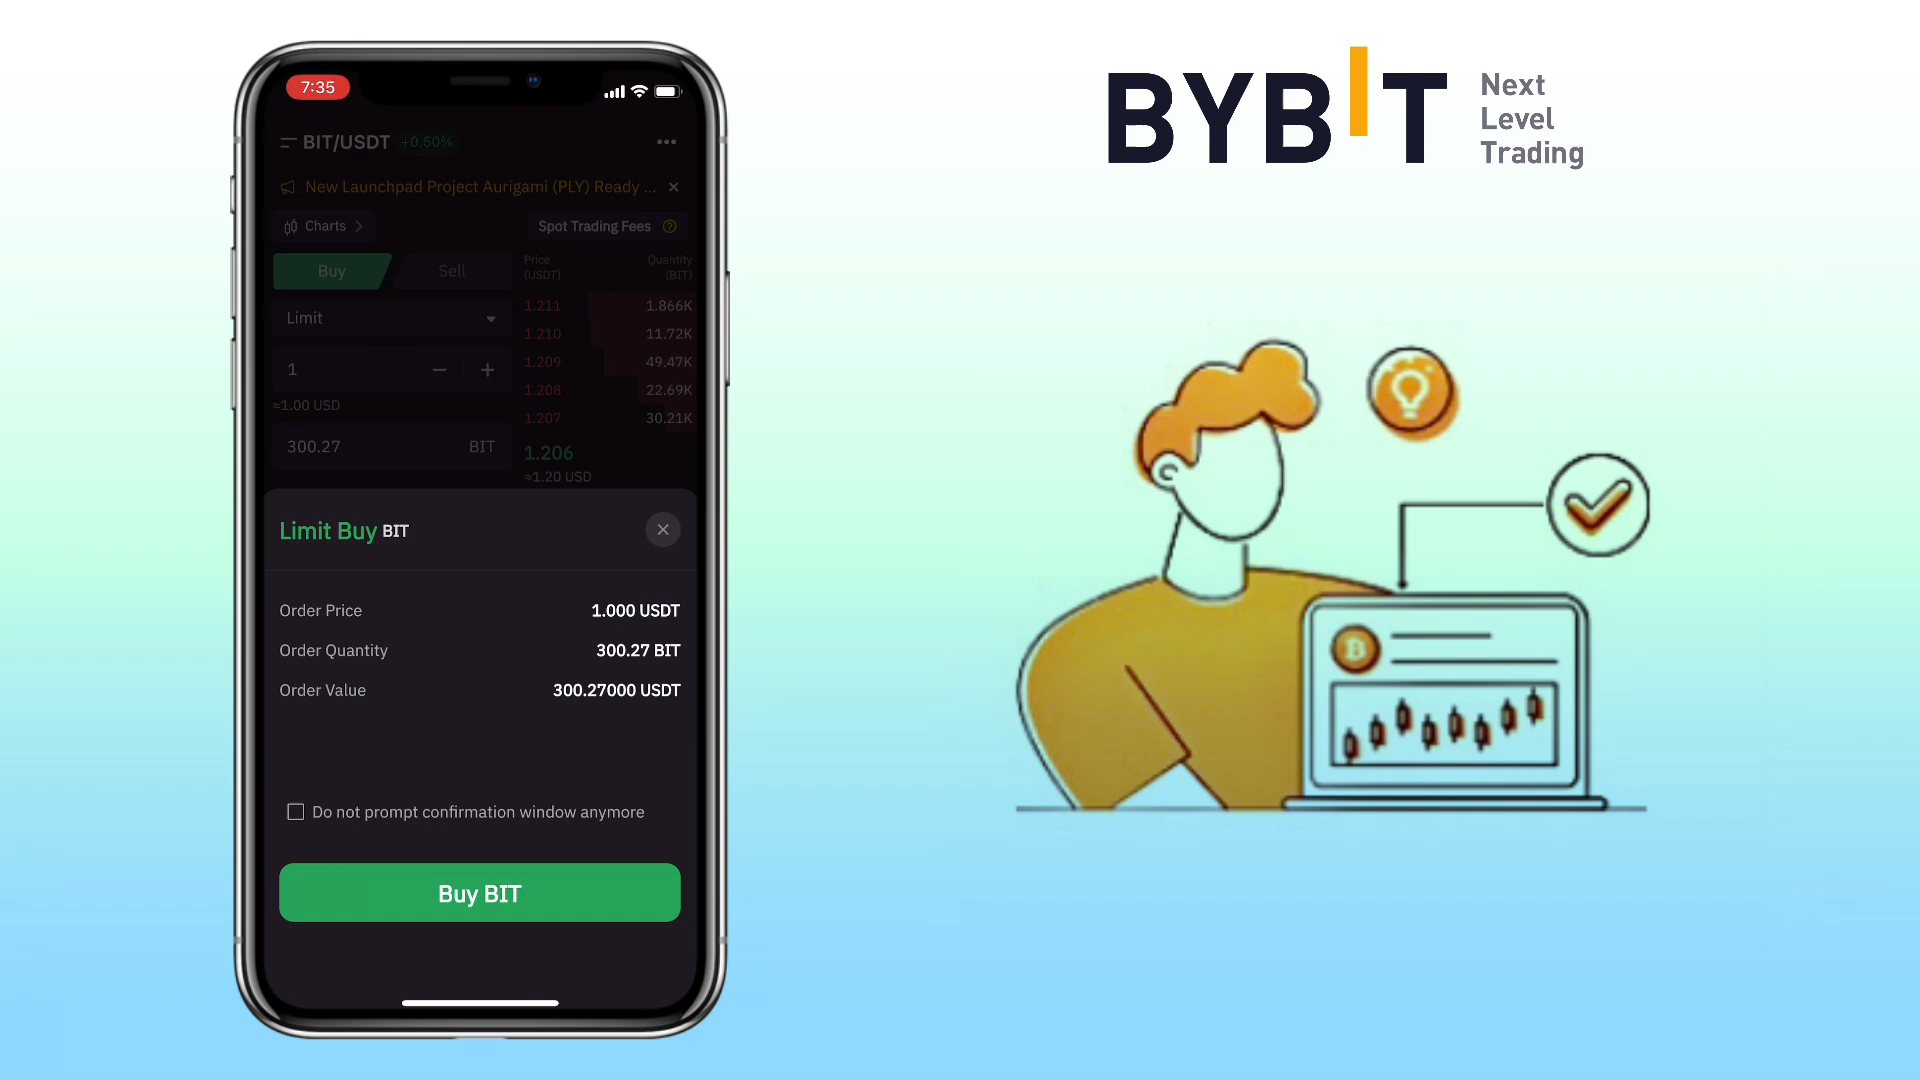 7:35
BIT/USDT +0.50%
New Launchpad Project Aurigami (PLY) Ready ...
Charts
Spot Trading Fees
Buy
Sell
Price
(USDT)
Quantity
(BIT)
Limit
1
≈1.00 USD
300.27 BIT
1.211 1.866K
1.210 11.72K
1.209 49.47K
1.208 22.69K
1.207 30.21K
1.206
≈1.20 USD
Limit Buy BIT
Order Price 1.000 USDT
Order Quantity 300.27 BIT
Order Value 300.27000 USDT
Do not prompt confirmation window anymore
Buy BIT
BYBIT
Next
Level
Trading